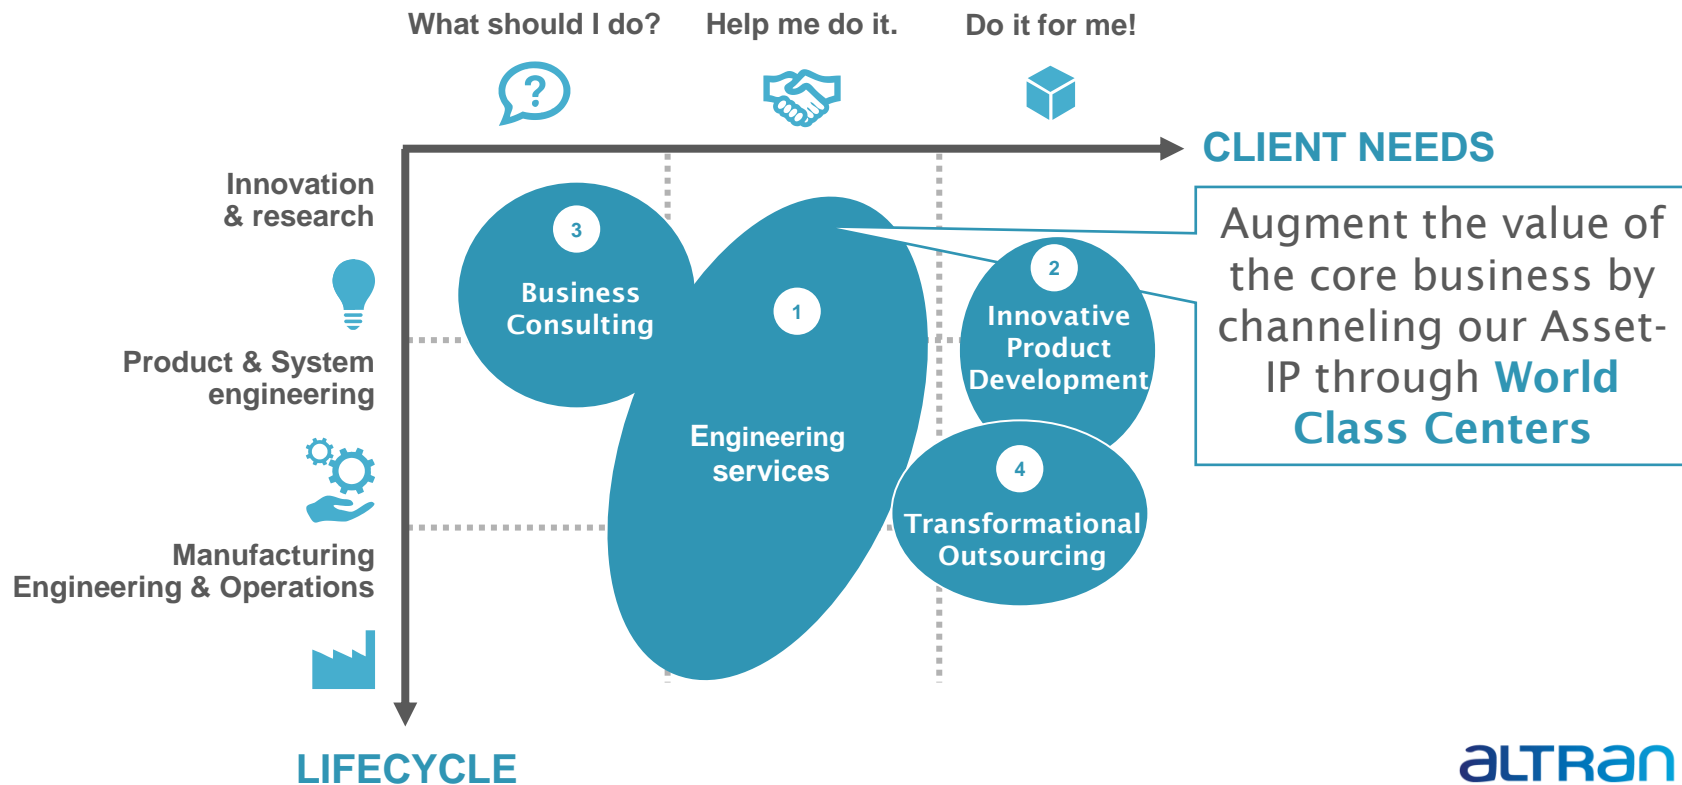 What should I do?
Help me do it.
Do it for me!
?
CLIENT NEEDS
Innovation
& research
Product & System
engineering
Manufacturing
Engineering & Operations
LIFECYCLE
3
Business
Consulting
1
Engineering
services
2
Innovative
Product
Development
4
Transformational
Outsourcing
Augment the value of
the core business by
channeling our Asset-
IP through World
Class Centers
aLTRan